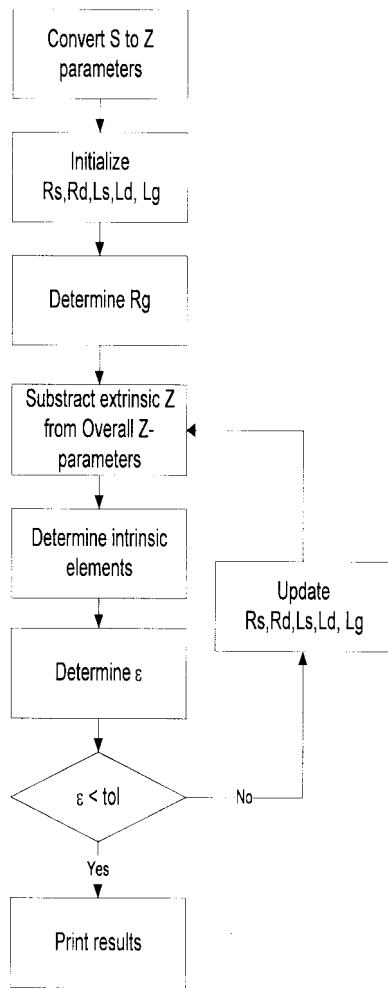 Convert S to Z
parameters
Initialize
Rs,Rd,Ls,Ld, Lg
Determine Rg
Substract extrinsic Z
from Overall Z-
parameters
Determine intrinsic
elements
Update
Rs,Rd,Ls,Ld, Lg
Determine ε
ε < tol
No
Yes
Print results